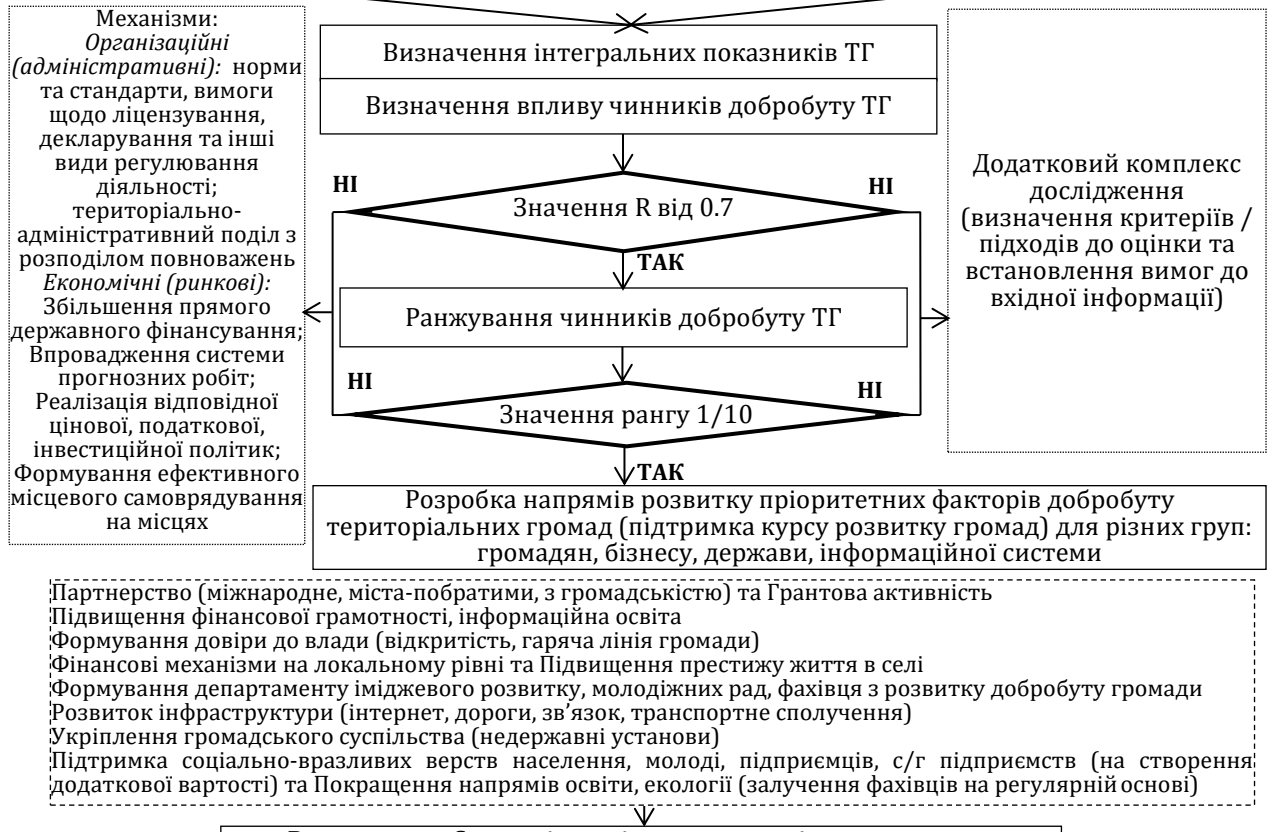 Механізми:
Організаційні
(адміністративні): норми
та стандарти, вимоги
щодо ліцензування,
декларування та інші
види регулювання
діяльності;
територіально-
адміністративний поділ з
розподілом повноважень
Економічні (ринкові):
Збільшення прямого
державного фінансування;
Впровадження системи
прогнозних робіт;
Реалізація відповідної
цінової, податкової,
інвестиційної політик;
Формування ефективного
місцевого самоврядування
на місцях
Визначення інтегральних показників ТГ
Визначення впливу чинників добробуту ТГ
НІ
НІ
Значення R від 0.7
ТАК
Ранжування чинників добробуту ТГ
НІ
НІ
Значення рангу 1/10
ТАК
Додатковий комплекс
дослідження
(визначення критеріїв /
підходів до оцінки та
встановлення вимог до
вхідної інформації)
Розробка напрямів розвитку пріоритетних факторів добробуту
територіальних громад (підтримка курсу розвитку громад) для різних груп:
громадян, бізнесу, держави, інформаційної системи
Партнерство (міжнародне, міста-побратими, з громадськістю) та Грантова активність
Підвищення фінансової грамотності, інформаційна освіта
Формування довіри до влади (відкритість, гаряча лінія громади)
Фінансові механізми на локальному рівні та Підвищення престижу життя в селі
Формування департаменту іміджевого розвитку, молодіжних рад, фахівця з розвитку добробуту громади
Розвиток інфраструктури (інтернет, дороги, зв'язок, транспортне сполучення)
Укріплення громадського суспільства (недержавні установи)
Підтримка соціально-вразливих верств населення, молоді, підприємців, с/г підприємств (на створення
додаткової вартості) та Покращення напрямів освіти, екології (залучення фахівців на регулярній основі)